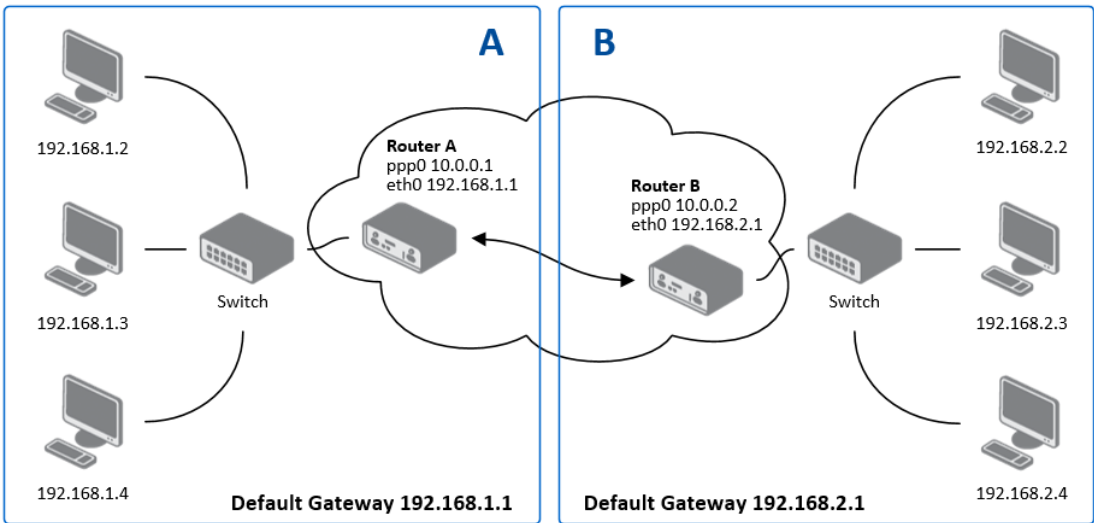 A
B
192.168.1.2
192.168.1.3
192.168.1.4
Switch
Router A
ppp0 10.0.0.1
eth0 192.168.1.1
Default Gateway 192.168.1.1
Router B
ppp0 10.0.0.2
eth0 192.168.2.1
Switch
192.168.2.2
192.168.2.3
192.168.2.4
Default Gateway 192.168.2.1